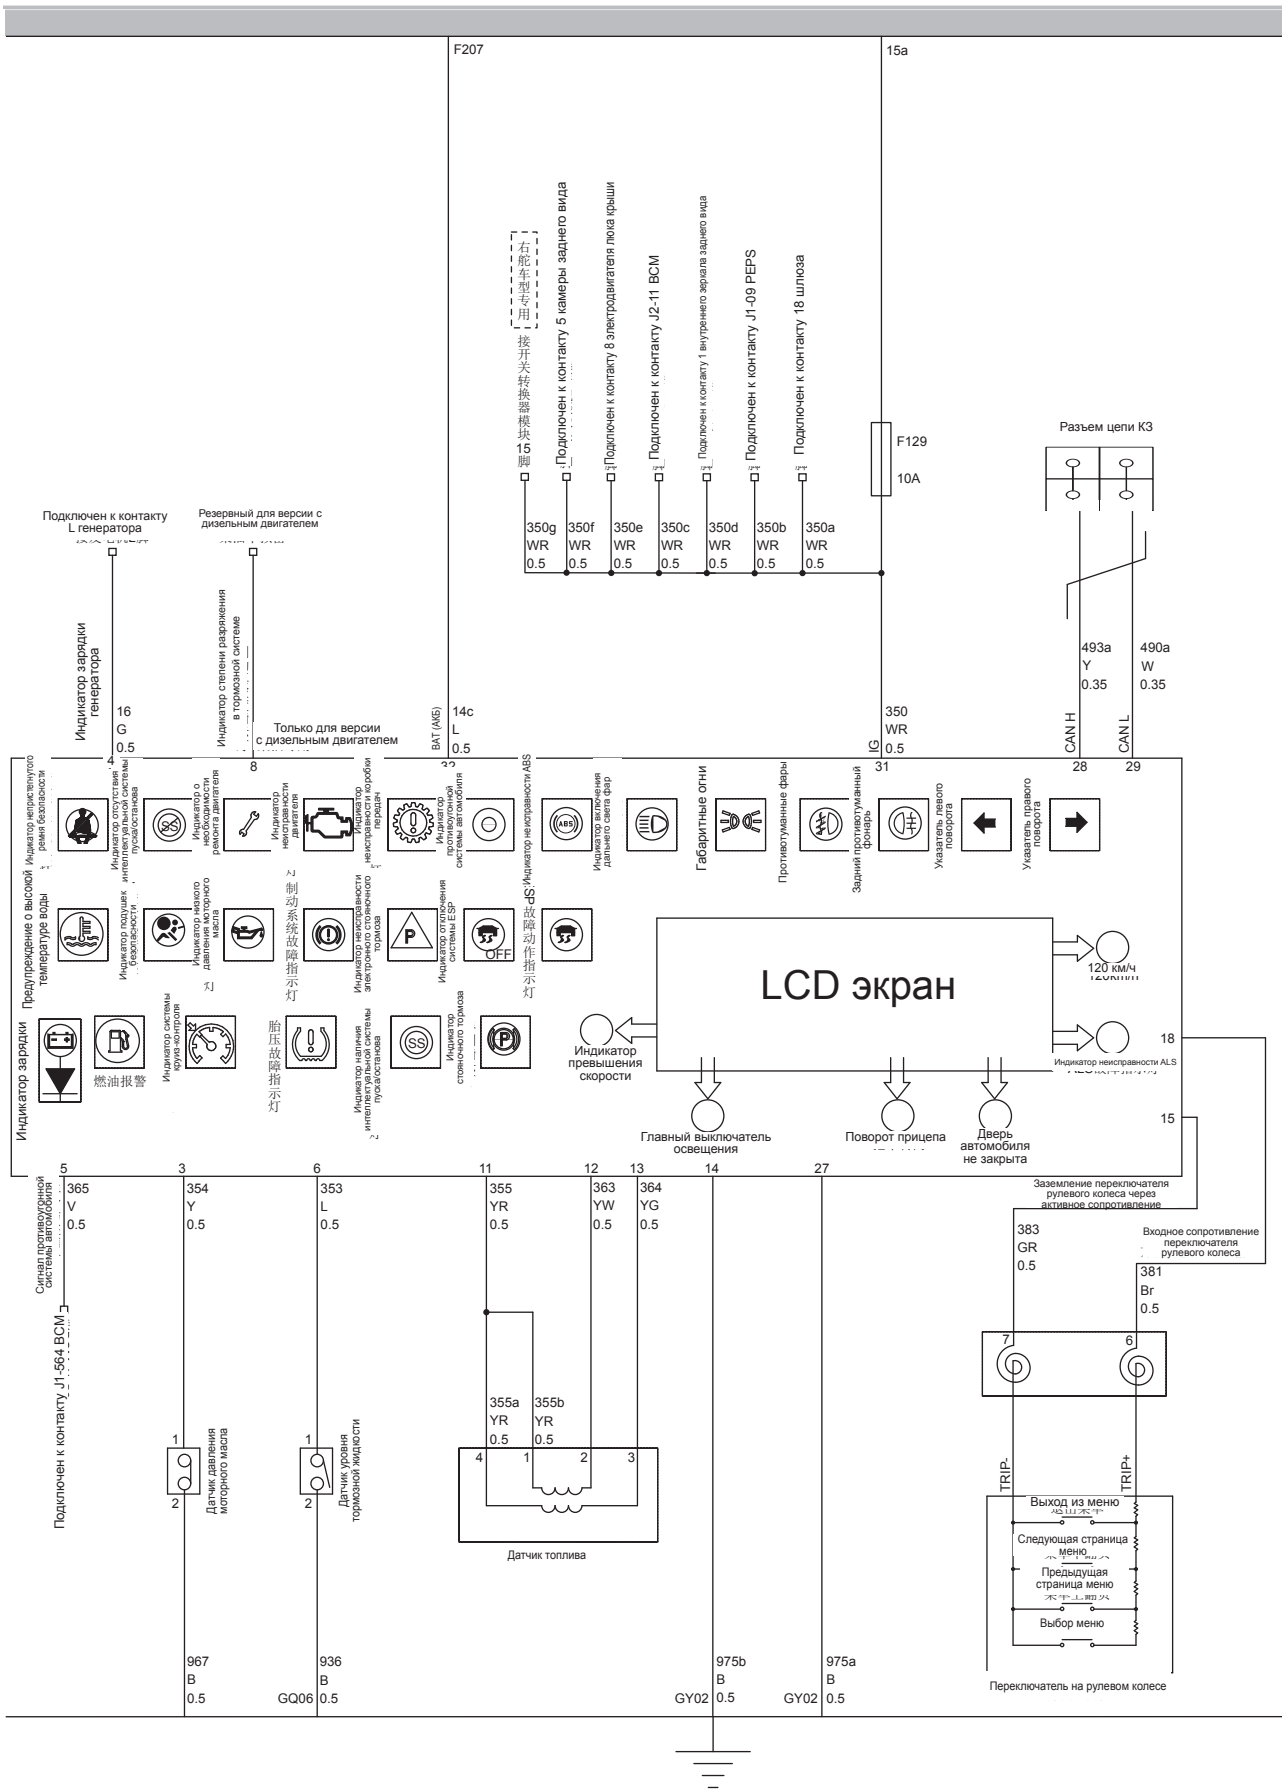 F207
15a
右舵车型专用
接开关转换器模块15脚
Подключен к контакту 5 камеры заднего вида
Подключен к контакту 8 электродвигателя люка крыши
Подключен к контакту J2-11 BCM
Подключен к контакту 1 внутреннего зеркала заднего вида
Подключен к контакту J1-09 PEPS
Подключен к контакту 18 шлюза
F129
10A
Разъем цепи КЗ
Подключен к контакту
L генератора
Резервный для версии с
дизельным двигателем
350g
WR
0.5
350f
WR
0.5
350e
WR
0.5
350c
WR
0.5
350d
WR
0.5
350b
WR
0.5
350a
WR
0.5
Индикатор зарядки
генератора
Индикатор степени разряжения
в тормозной системе
493a
Y
0.35
490a
W
0.35
16
G
0.5
Только для версии
с дизельным двигателем
BAT (АКБ)
14c
L
0.5
IG
350
WR
0.5
CAN H
CAN L
4
8
32
31
28
29
Индикатор непристегнутого
ремня безопасности
Индикатор отсутствия
интеллектуальной системы
пуска/останова
SS
Индикатор о
необходимости
ремонта двигателя
Индикатор
неисправности
двигателя
Индикатор
неисправности коробки
передач
Индикатор
противоугонной
системы автомобиля
Индикатор неисправности ABS
ABS
Индикатор включения
дальнего света фар
Габаритные огни
Противотуманные фары
Задний противотуманный
фонарь
Указатель левого
поворота
Указатель правого
поворота
Предупреждение о высокой
температуре воды
Индикатор подушек
безопасности
Индикатор низкого
давления моторного
масла
灯
制动系统故障指示灯
Индикатор неисправности
электронного стояночного
тормоза
P
Индикатор отключения
системы ESP
OFF
SP故障动作指示灯
LCD экран
120 км/ч
Индикатор зарядки
燃油报警
Индикатор системы
круиз-контроля
胎压故障指示灯
Индикатор наличия
интеллектуальной системы
пуска/останова
SS
Индикатор
стояночного тормоза
P
Индикатор
превышения
скорости
Индикатор неисправности ALS
18
15
Главный выключатель
освещения
Поворот прицепа
Дверь
автомобиля
не закрыта
5
3
6
11
12
13
14
27
Сигнал противоугонной
системы автомобиля
365
V
0.5
354
Y
0.5
353
L
0.5
355
YR
0.5
363
YW
0.5
364
YG
0.5
Заземление переключателя
рулевого колеса через
активное сопротивление
383
GR
0.5
Входное сопротивление
переключателя
рулевого колеса
381
Br
0.5
Подключен к контакту J1-564 BCM
7
6
355a
YR
0.5
355b
YR
0.5
1
2
Датчик давления
моторного масла
1
2
Датчик уровня
тормозной жидкости
4
1
2
3
Датчик топлива
TRIP-
TRIP+
Выход из меню
Следующая страница
меню
Предыдущая
страница меню
Выбор меню
Переключатель на рулевом колесе
967
B
0.5
GQ06
936
B
0.5
GY02
975b
B
0.5
GY02
975a
B
0.5